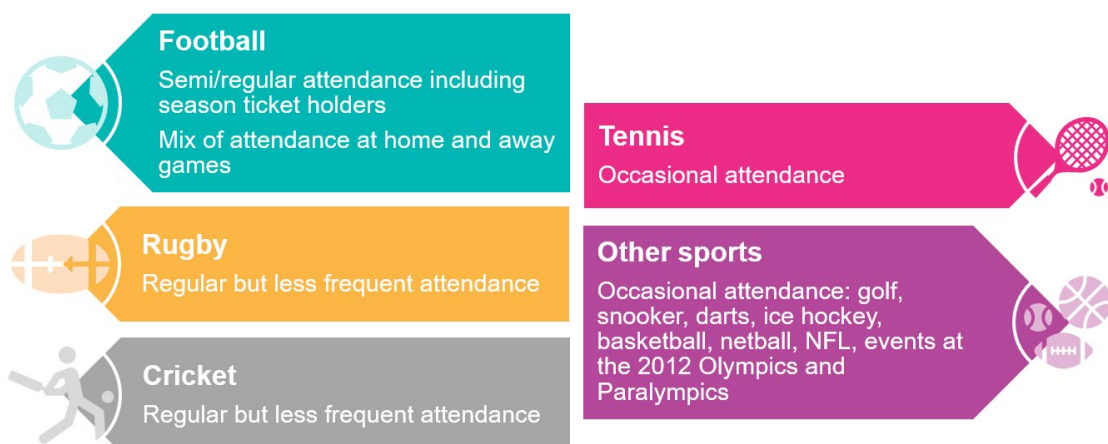 Football
Semi/regular attendance including
season ticket holders
Mix of attendance at home and away
games
Rugby
Regular but less frequent attendance
Cricket
Regular but less frequent attendance
Tennis
Occasional attendance
Other sports
Occasional attendance: golf,
snooker, darts, ice hockey,
basketball, netball, NFL, events at
the 2012 Olympics and
Paralympics